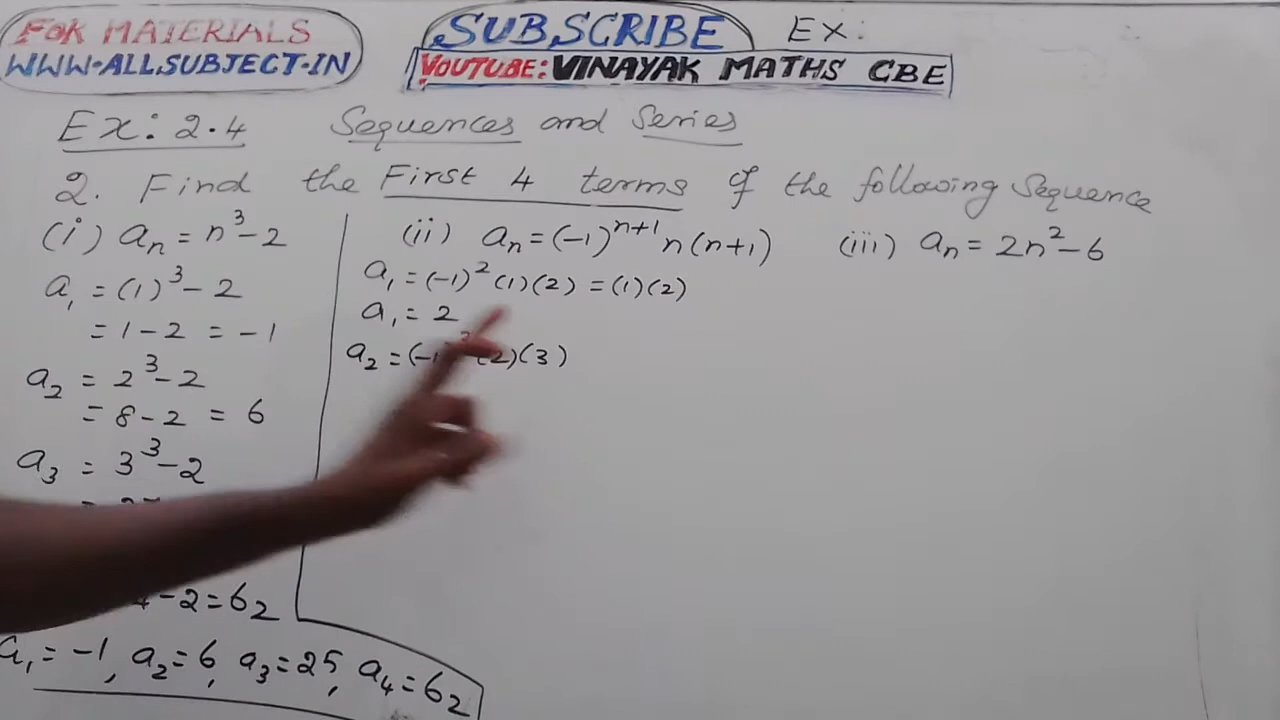 FOR MATERIALS
WWW.ALLSUBJECT.IN
SUBSCRIBE
EX:
YOUTUBE: VINAYAK MATHS CBE
Ex: 2.4 Sequences and Series
2. Find the First 4 terms of the following Sequence
(i) aₙ = n³ - 2
a₁ = (1)³ - 2
= 1 - 2 = -1
a₂ = 2³ - 2
= 8 - 2 = 6
a₃ = 3³ - 2
4 - 2 = 62
a₁ = -1, a₂ = 6, a₃ = 25, a₄ = 62
(ii) aₙ = (-1)ⁿ⁺¹ n(n+1)
a₁ = (-1)² (1)(2) = (1)(2)
a₁ = 2
a₂ = (-1)³ (2)(3)
(iii) aₙ = 2n² - 6